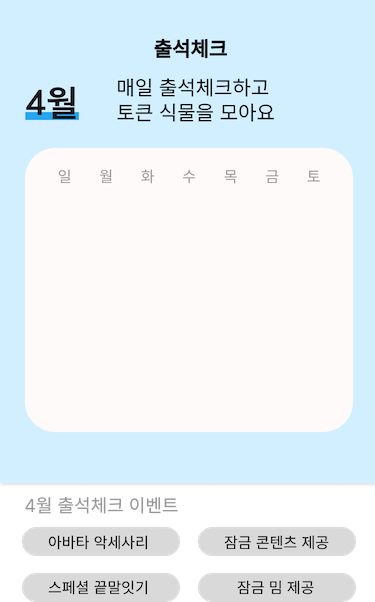 출석체크
4월
매일 출석체크하고
토큰 식물을 모아요
일 월 화 수 목 금 토
4월 출석체크 이벤트
아바타 악세사리
잠금 콘텐츠 제공
스페셜 끝말잇기
잠금 밈 제공